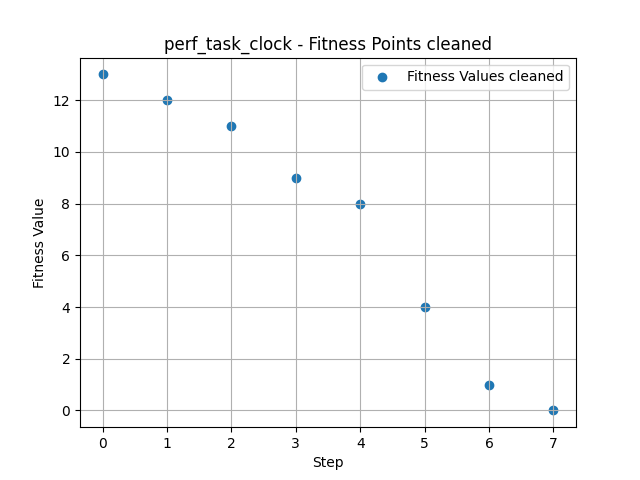 perf_task_clock - Fitness Points cleaned
Fitness Values cleaned
12
10
8
6
4
2
0
Fitness Value
0 1 2 3 4 5 6 7
Step